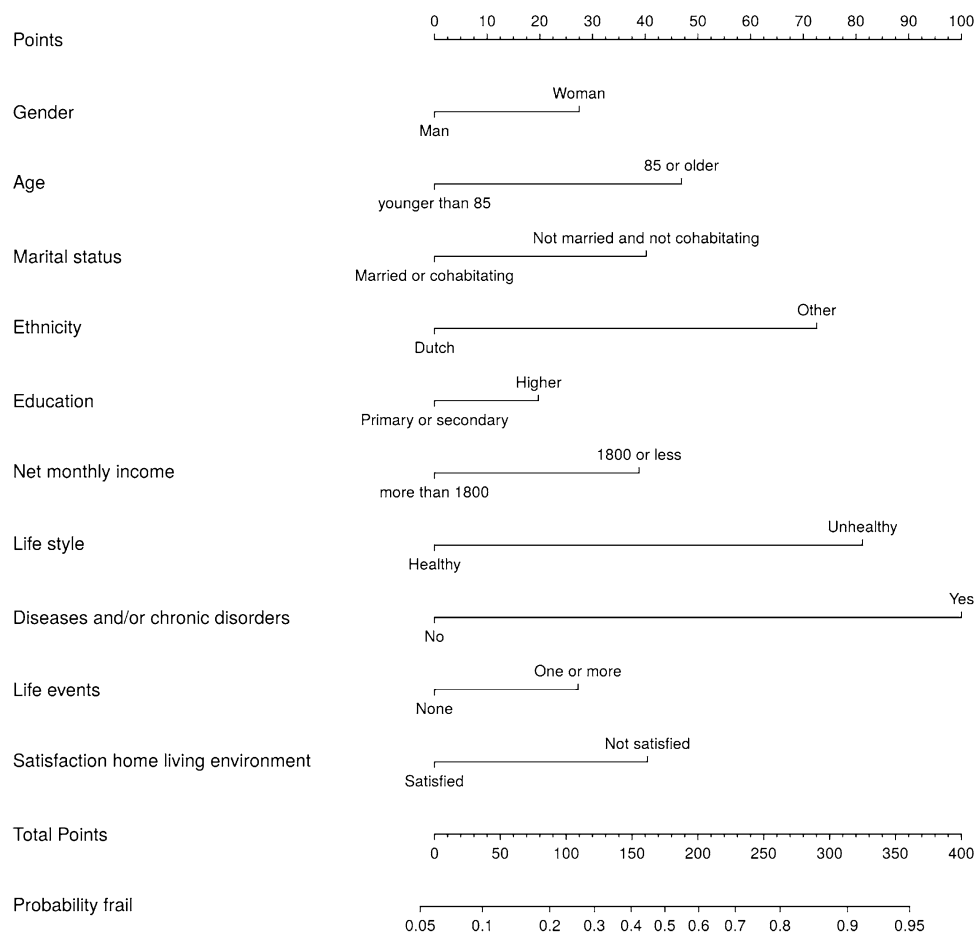 0 10 20 30 40 50 60 70 80 90 100
Points
Woman
Gender
Man
85 or older
Age
younger than 85
Not married and not cohabitating
Marital status
Married or cohabitating
Other
Ethnicity
Dutch
Higher
Education
Primary or secondary
1800 or less
Net monthly income
more than 1800
Unhealthy
Life style
Healthy
Yes
Diseases and/or chronic disorders
No
One or more
Life events
None
Not satisfied
Satisfaction home living environment
Satisfied
Total Points
0 50 100 150 200 250 300 350 400
Probability frail
0.05 0.1 0.2 0.3 0.4 0.5 0.6 0.7 0.8 0.9 0.95